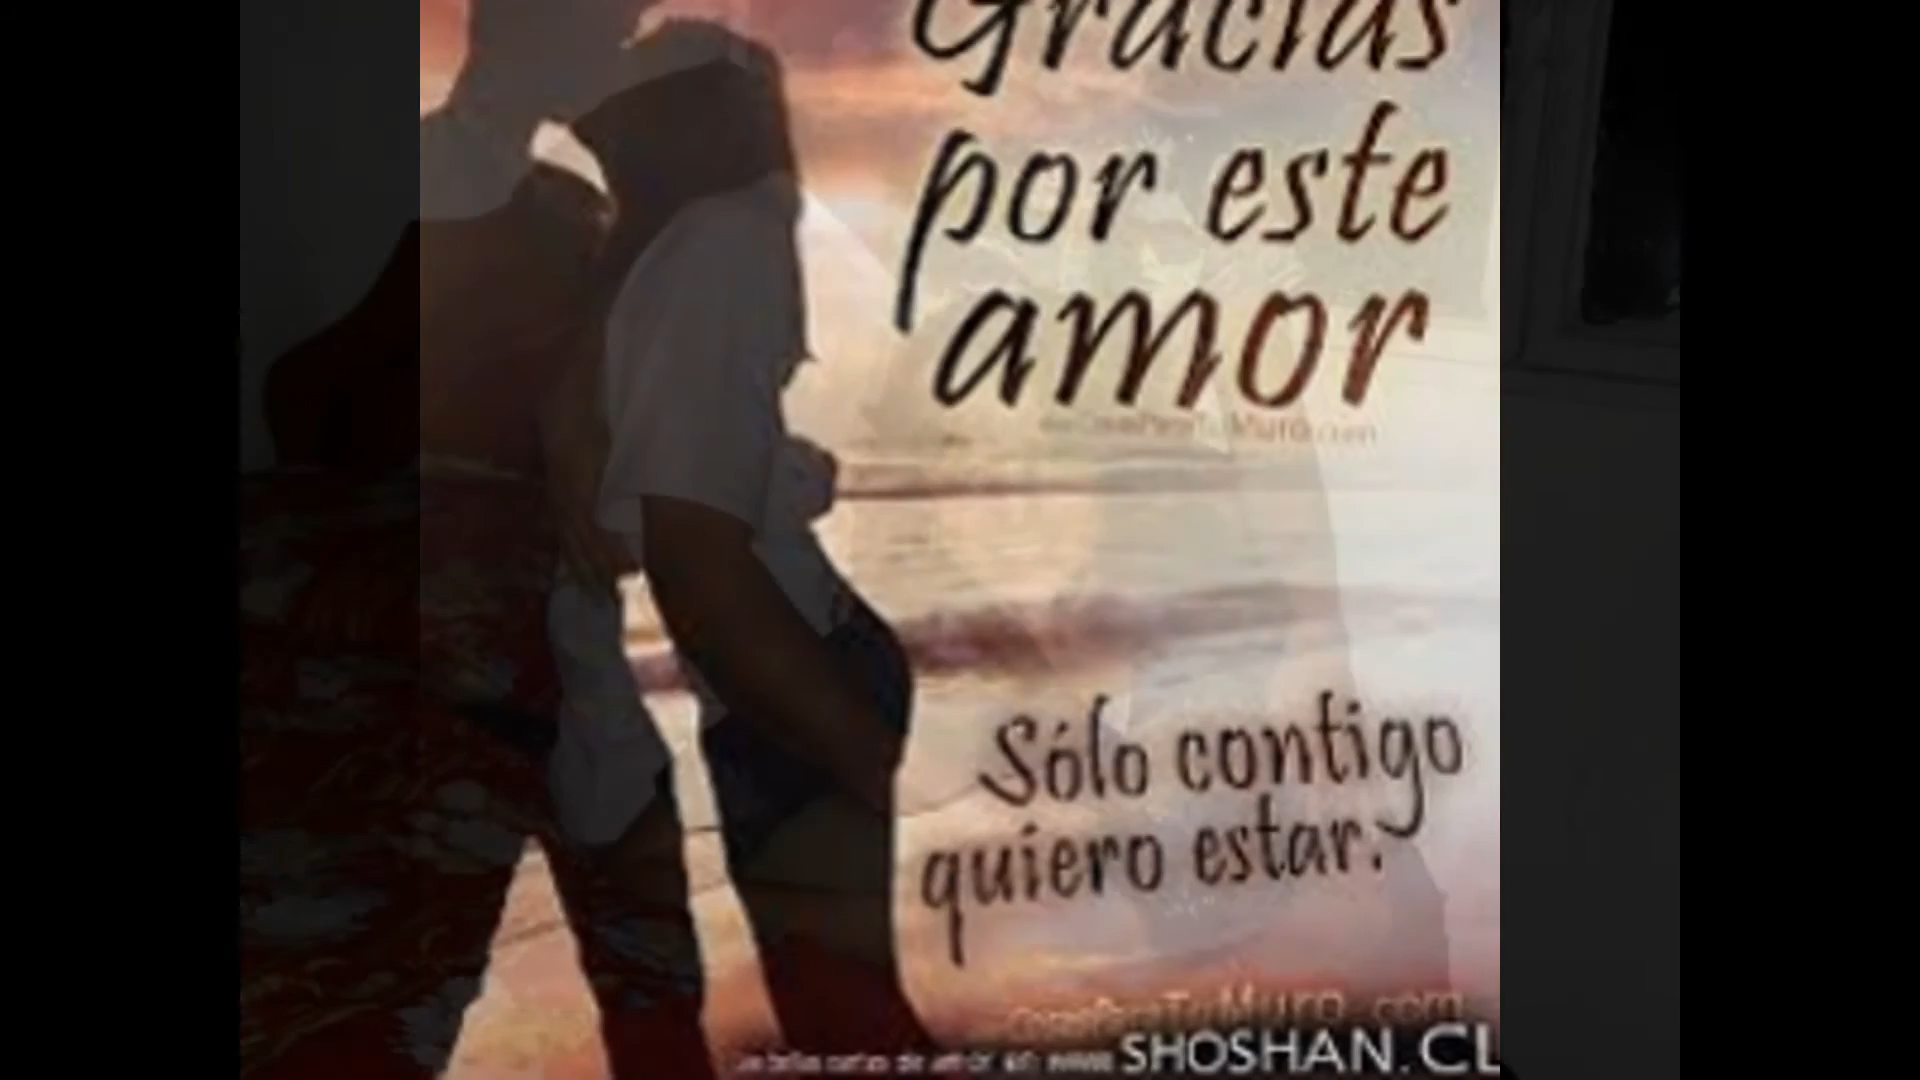 Gracias
por este
amor
Sólo contigo
quiero estar.
SHOSHAN.CL